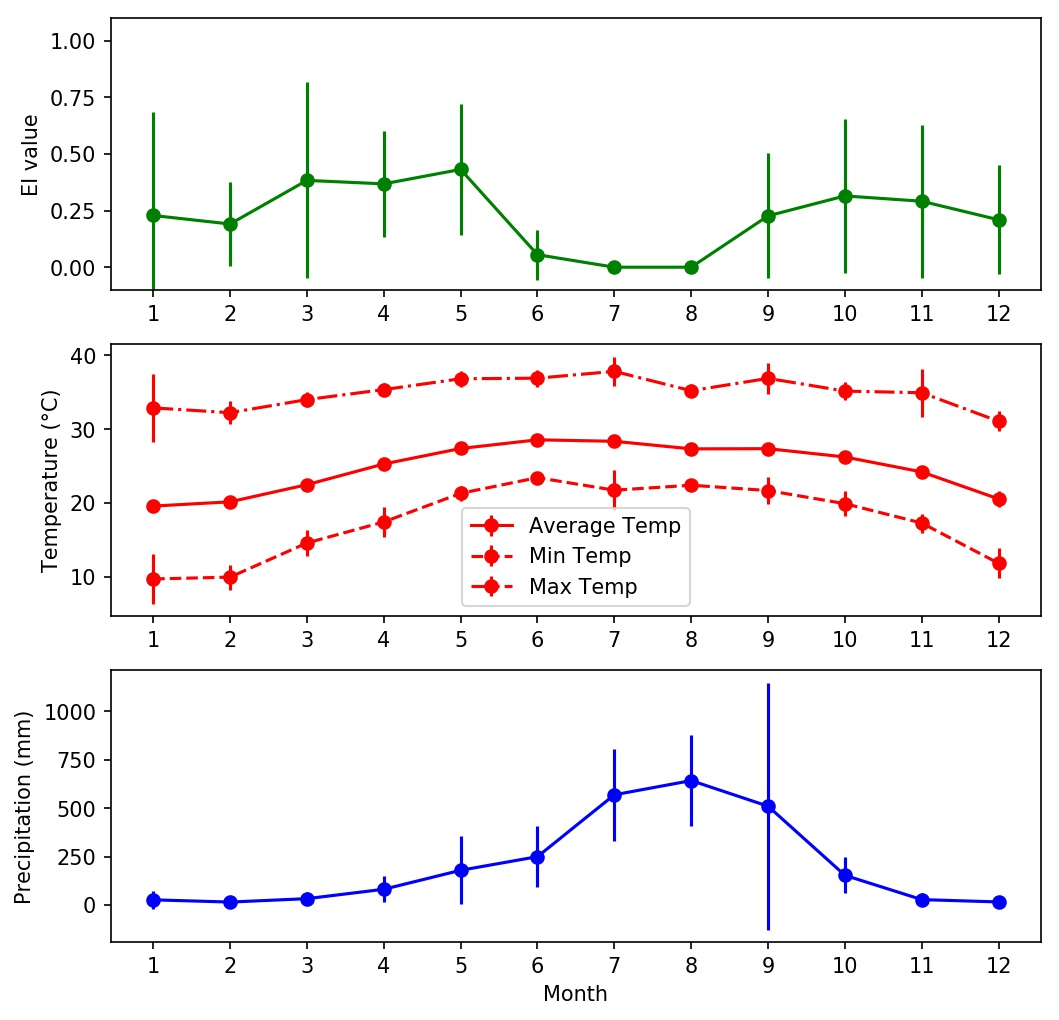 EI value
1.00
0.75
0.50
0.25
0.00
1 2 3 4 5 6 7 8 9 10 11 12
Temperature (°C)
40
30
20
10
Average Temp
Min Temp
Max Temp
1 2 3 4 5 6 7 8 9 10 11 12
Precipitation (mm)
1000
750
500
250
0
1 2 3 4 5 6 7 8 9 10 11 12
Month